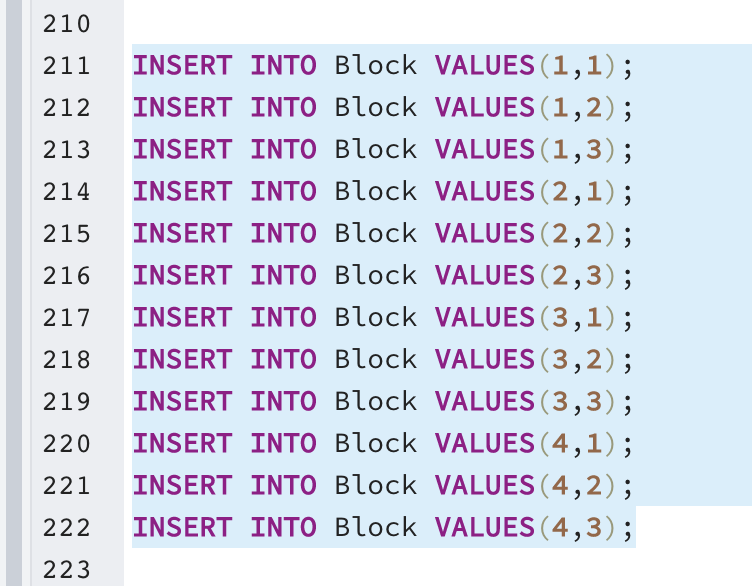 210
211 INSERT INTO Block VALUES(1,1);
212 INSERT INTO Block VALUES(1,2);
213 INSERT INTO Block VALUES(1,3);
214 INSERT INTO Block VALUES(2,1);
215 INSERT INTO Block VALUES(2,2);
216 INSERT INTO Block VALUES(2,3);
217 INSERT INTO Block VALUES(3,1);
218 INSERT INTO Block VALUES(3,2);
219 INSERT INTO Block VALUES(3,3);
220 INSERT INTO Block VALUES(4,1);
221 INSERT INTO Block VALUES(4,2);
222 INSERT INTO Block VALUES(4,3);
223